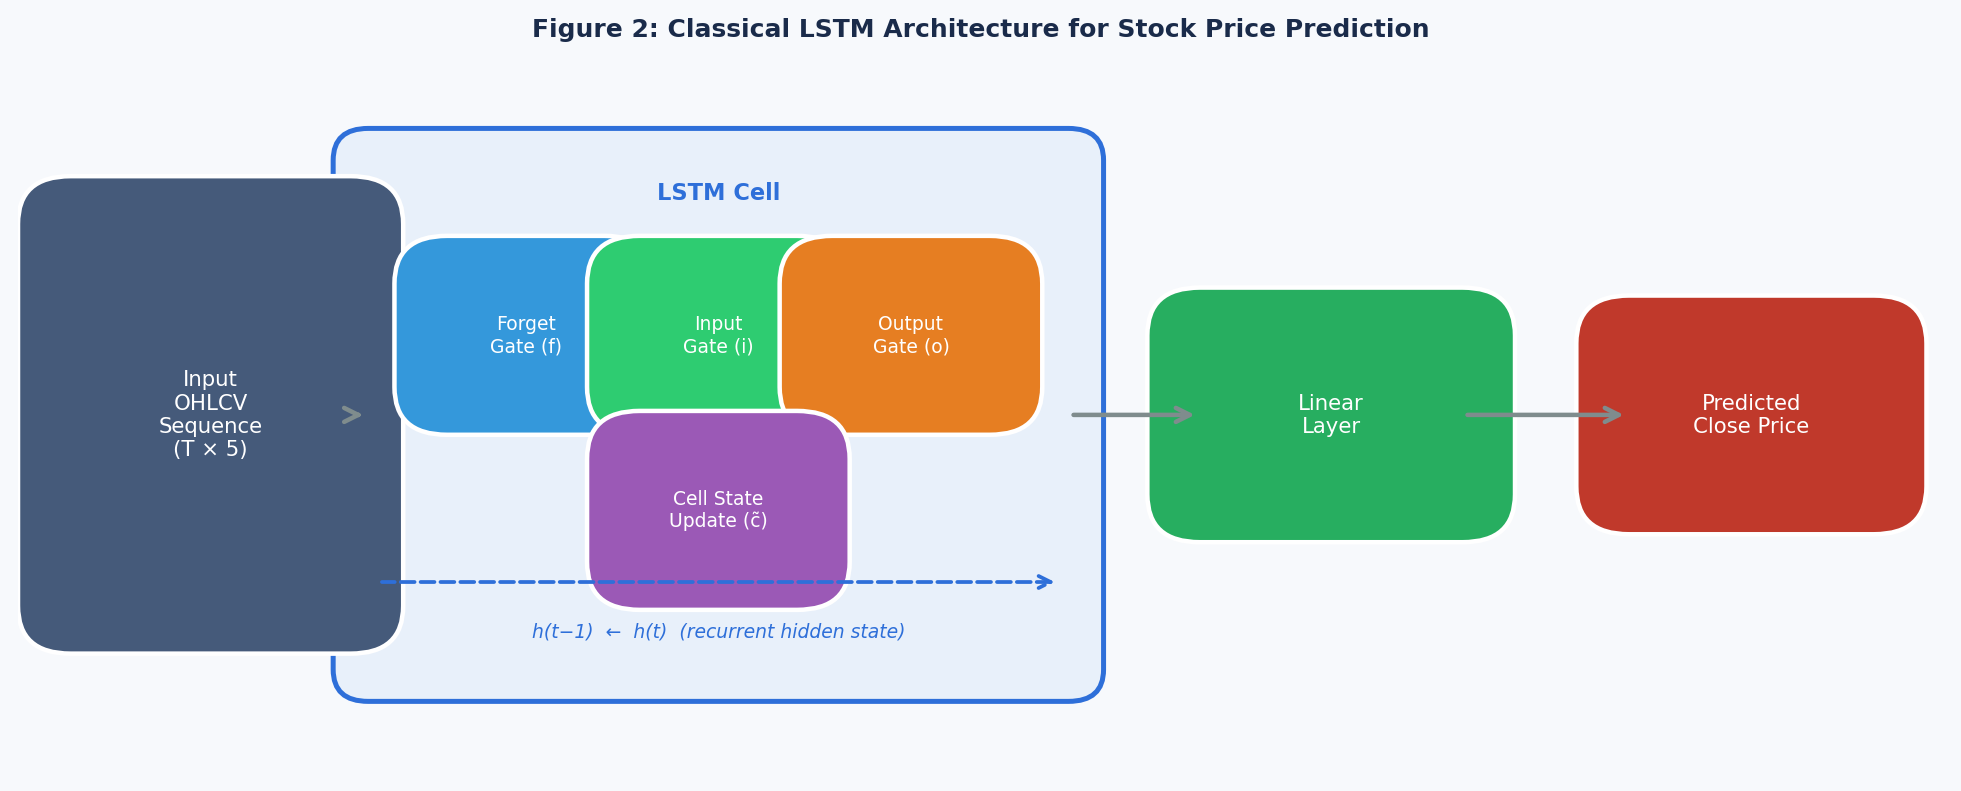 Figure 2: Classical LSTM Architecture for Stock Price Prediction
LSTM Cell
Input
OHLCV
Sequence
(T × 5)
Forget
Gate (f)
Input
Gate (i)
Output
Gate (o)
Cell State
Update (c̃)
h(t−1) ← h(t) (recurrent hidden state)
Linear
Layer
Predicted
Close Price